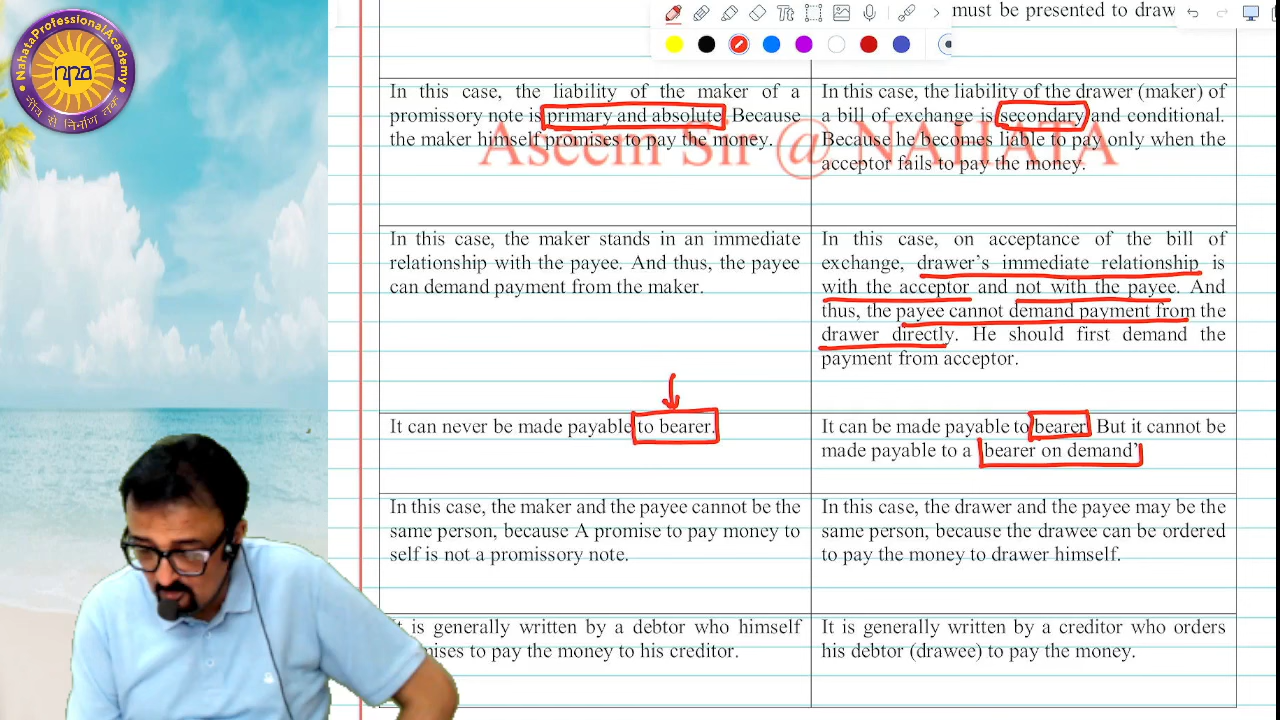 NahataProfessionalAcademy
npa
नींव से निर्माण तक
must be presented to draw
Tt
In this case, the liability of the maker of a
promissory note is primary and absolute. Because
the maker himself promises to pay the money.
In this case, the liability of the drawer (maker) of
a bill of exchange is secondary and conditional.
Because he becomes liable to pay only when the
acceptor fails to pay the money.
Aseem Sir @ NAHATA
In this case, the maker stands in an immediate
relationship with the payee. And thus, the payee
can demand payment from the maker.
In this case, on acceptance of the bill of
exchange, drawer's immediate relationship is
with the acceptor and not with the payee. And
thus, the payee cannot demand payment from the
drawer directly. He should first demand the
payment from acceptor.
It can never be made payable to bearer.
It can be made payable to bearer. But it cannot be
made payable to a 'bearer on demand'
In this case, the maker and the payee cannot be the
same person, because A promise to pay money to
self is not a promissory note.
In this case, the drawer and the payee may be the
same person, because the drawee can be ordered
to pay the money to drawer himself.
is generally written by a debtor who himself
to pay the money to his creditor.
It is generally written by a creditor who orders
his debtor (drawee) to pay the money.